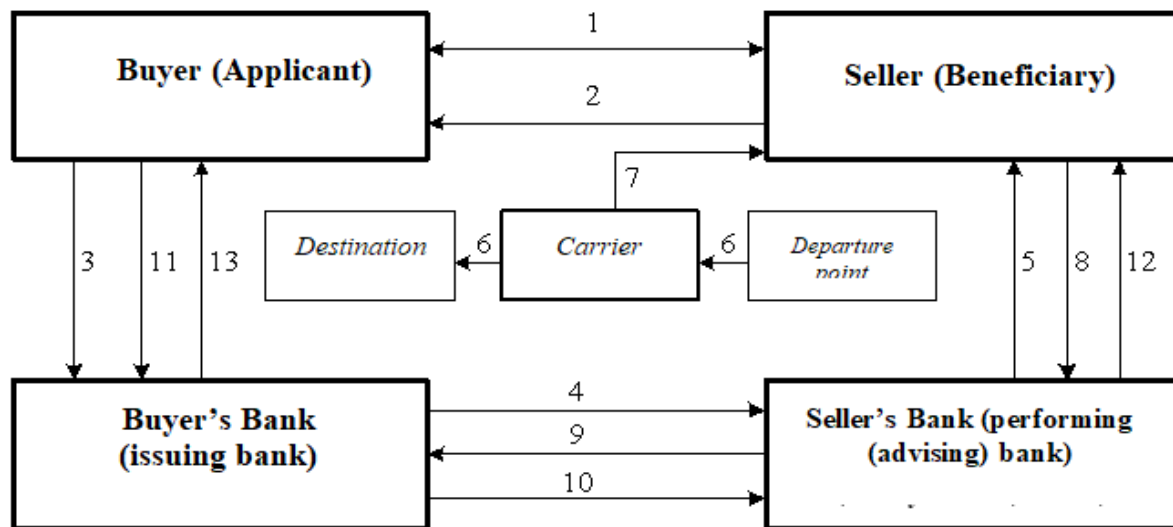 1
Buyer (Applicant)
Seller (Beneficiary)
2
7
Destination
6
Carrier
6
Departure
point
3
11
13
5
8
12
Buyer’s Bank
(issuing bank)
4
9
10
Seller’s Bank (performing
(advising) bank)